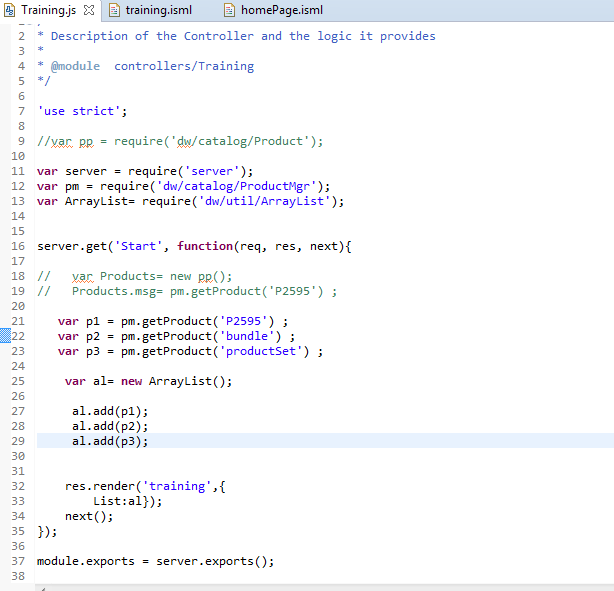 Training.js training.isml homePage.isml
2 * Description of the Controller and the logic it provides
3 *
4 * @module  controllers/Training
5 */
6
7 'use strict';
8
9 //var pp = require('dw/catalog/Product');
10
11 var server = require('server');
12 var pm = require('dw/catalog/ProductMgr');
13 var ArrayList= require('dw/util/ArrayList');
14
15
16 server.get('Start', function(req, res, next){
17
18 //   var Products= new pp();
19 //   Products.msg= pm.getProduct('P2595') ;
20
21    var p1 = pm.getProduct('P2595') ;
22    var p2 = pm.getProduct('bundle') ;
23    var p3 = pm.getProduct('productSet') ;
24
25     var al= new ArrayList();
26
27      al.add(p1);
28      al.add(p2);
29      al.add(p3);
30
31
32     res.render('training',{
33         List:al});
34     next();
35 });
36
37 module.exports = server.exports();
38